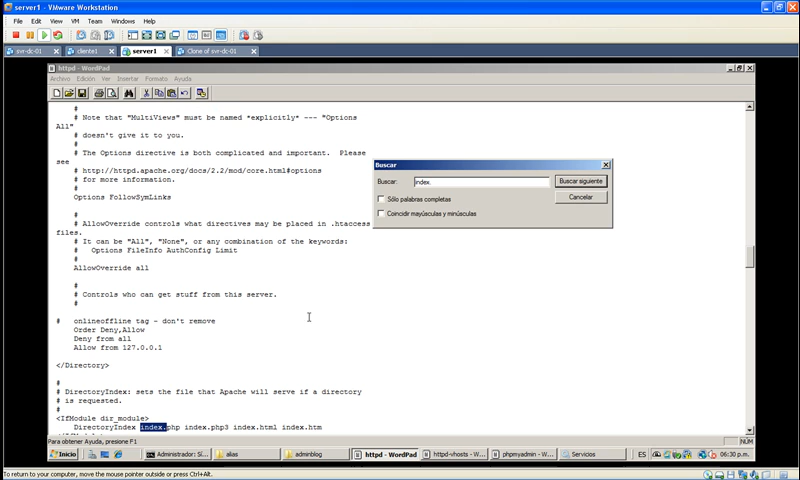 server1 - VMware Workstation
File Edit View VM Team Windows Help
svr-dc-01 cliente1 server1 Clone of svr-dc-01
httpd - WordPad
Archivo Edición Ver Insertar Formato Ayuda
#
# Note that "MultiViews" must be named *explicitly* --- "Options
All"
# doesn't give it to you.
#
# The Options directive is both complicated and important.  Please
see
# http://httpd.apache.org/docs/2.2/mod/core.html#options
# for more information.
#
Options FollowSymLinks
#
# AllowOverride controls what directives may be placed in .htaccess
files.
# It can be "All", "None", or any combination of the keywords:
#   Options FileInfo AuthConfig Limit
#
AllowOverride all
#
# Controls who can get stuff from this server.
#
#   onlineoffline tag - don't remove
Order Deny,Allow
Deny from all
Allow from 127.0.0.1
</Directory>
#
# DirectoryIndex: sets the file that Apache will serve if a directory
# is requested.
#
<IfModule dir_module>
DirectoryIndex index.php index.php3 index.html index.htm
Buscar
Buscar: index. Buscar siguiente
Sólo palabras completas Cancelar
Coincidir mayúsculas y minúsculas
Para obtener Ayuda, presione F1 NÚM
Inicio Administrador: Sí... alias adminblog httpd - WordPad httpd-vhosts - W... phpmyadmin - W... Servicios ES 06:30 p.m.
To return to your computer, move the mouse pointer outside or press Ctrl+Alt.